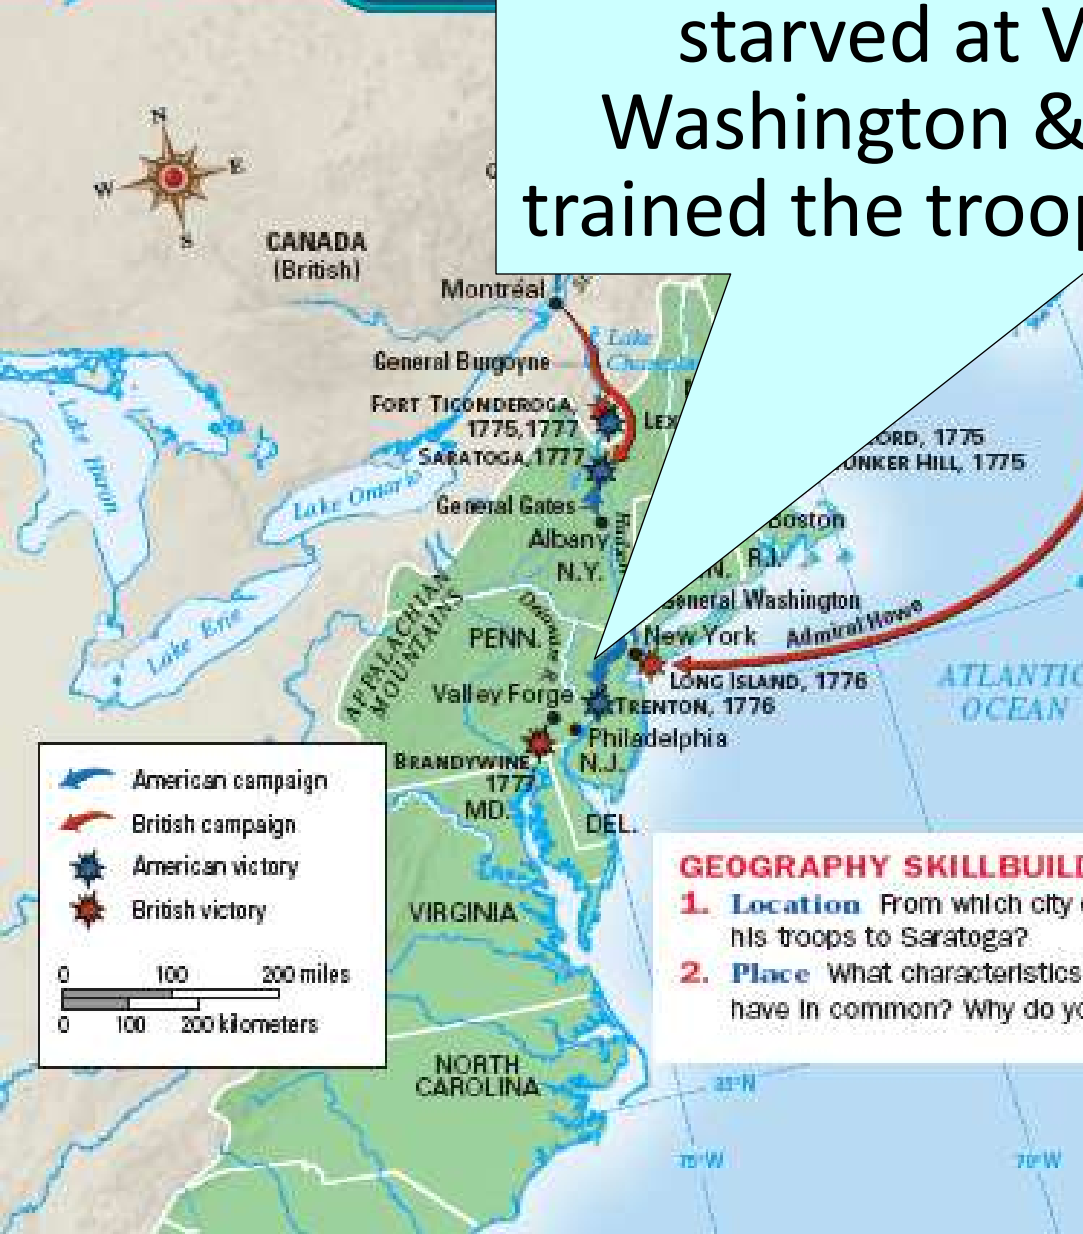 starved at V
Washington &
trained the troop
N
W
E
S
CANADA
(British)
Montréal
Lake
General Burgoyne
FORT TICONDEROGA,
1775,1777
LEX
ORD, 1775
SARATOGA, 1777
UNKER HILL, 1775
Lake Huron
Lake Ontario
General Gates
Boston
Albany
R.I.
N.Y.
N.
General Washington
APPALACHIAN
MOUNTAINS
Lake Erie
PENN.
New York
Admiral Howe
LONG ISLAND, 1776
ATLANTIC
OCEAN
Valley Forge
TRENTON, 1776
Philadelphia
BRANDYWINE,
1777
N.J.
MD.
DEL.
American campaign
British campaign
American victory
British victory
0 100 200 miles
0 100 200 kilometers
VIRGINIA
NORTH
CAROLINA
GEOGRAPHY SKILLBUILD
1. Location From which city
his troops to Saratoga?
2. Place What characteristics
have in common? Why do yo
75°W
70°W